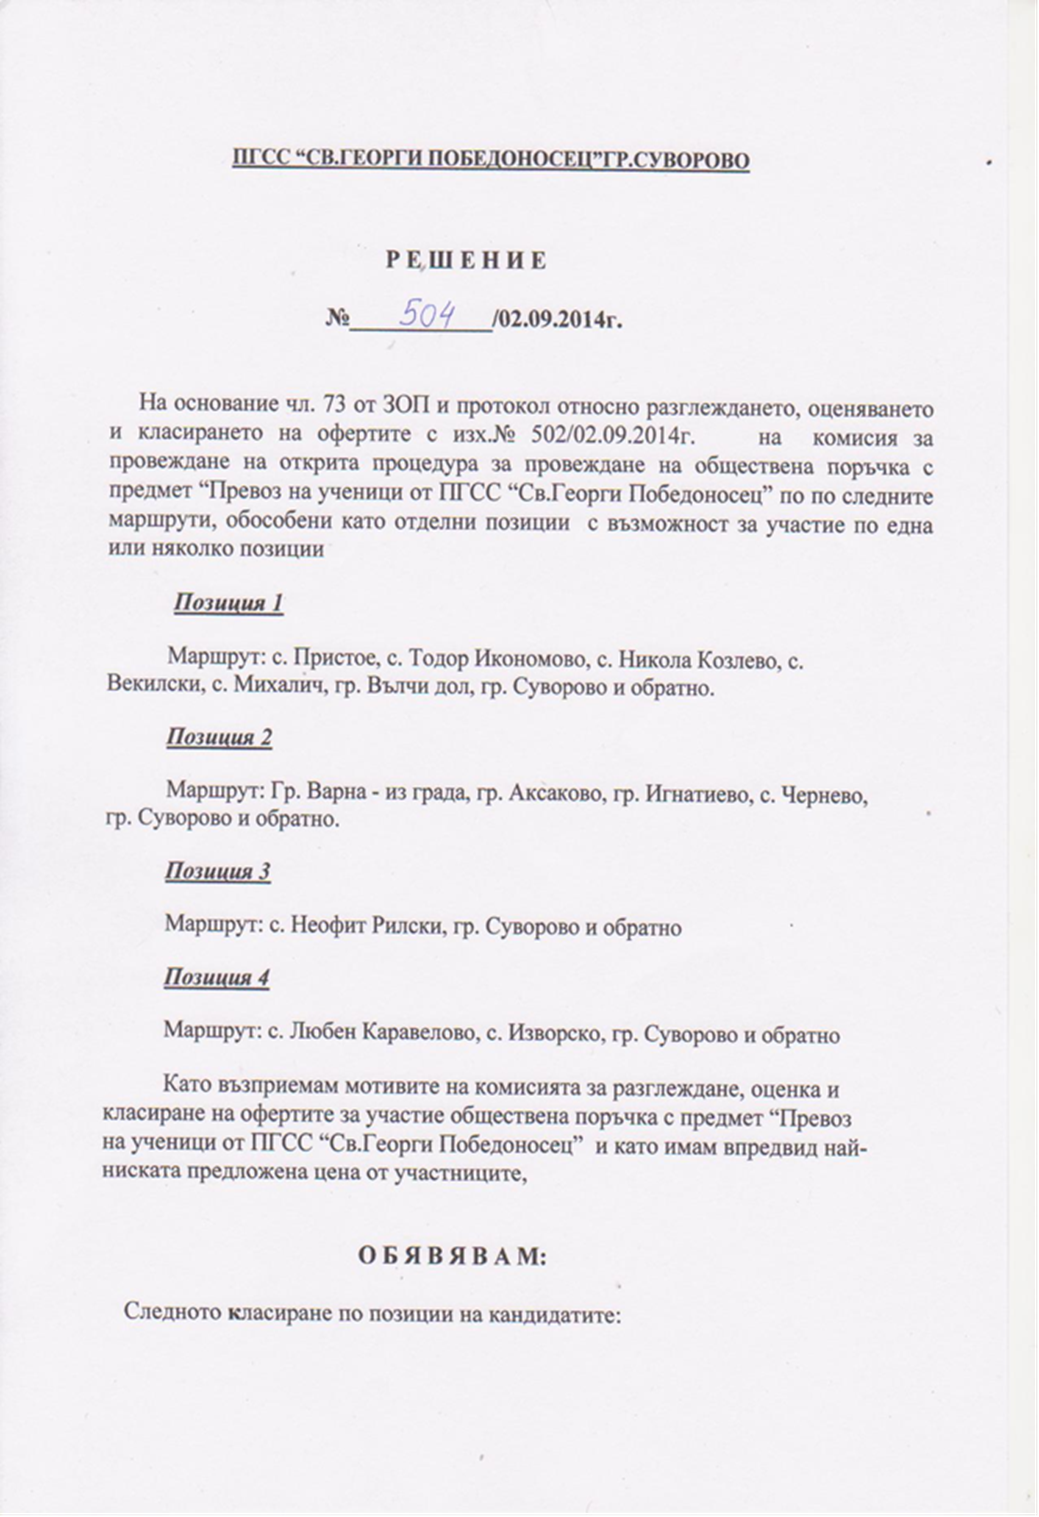 ПГСС “СВ.ГЕОРГИ ПОБЕДОНОСЕЦ”ГР.СУВОРОВО
Р Е Ш Е Н И Е
№ 504 /02.09.2014г.
На основание чл. 73 от ЗОП и протокол относно разглеждането, оценяването
и класирането на офертите с изх.№ 502/02.09.2014г. на комисия за
провеждане на открита процедура за провеждане на обществена поръчка с
предмет “Превоз на ученици от ПГСС “Св.Георги Победоносец” по по следните
маршрути, обособени като отделни позиции с възможност за участие по една
или няколко позиции
Позиция 1
Маршрут: с. Пристое, с. Тодор Икономово, с. Никола Козлево, с.
Векилски, с. Михалич, гр. Вълчи дол, гр. Суворово и обратно.
Позиция 2
Маршрут: Гр. Варна - из града, гр. Аксаково, гр. Игнатиево, с. Чернево,
гр. Суворово и обратно.
Позиция 3
Маршрут: с. Неофит Рилски, гр. Суворово и обратно
Позиция 4
Маршрут: с. Любен Каравелово, с. Изворско, гр. Суворово и обратно
Като възприемам мотивите на комисията за разглеждане, оценка и
класиране на офертите за участие обществена поръчка с предмет “Превоз
на ученици от ПГСС “Св.Георги Победоносец” и като имам впредвид най-
ниската предложена цена от участниците,
О Б Я В Я В А М:
Следното класиране по позиции на кандидатите: